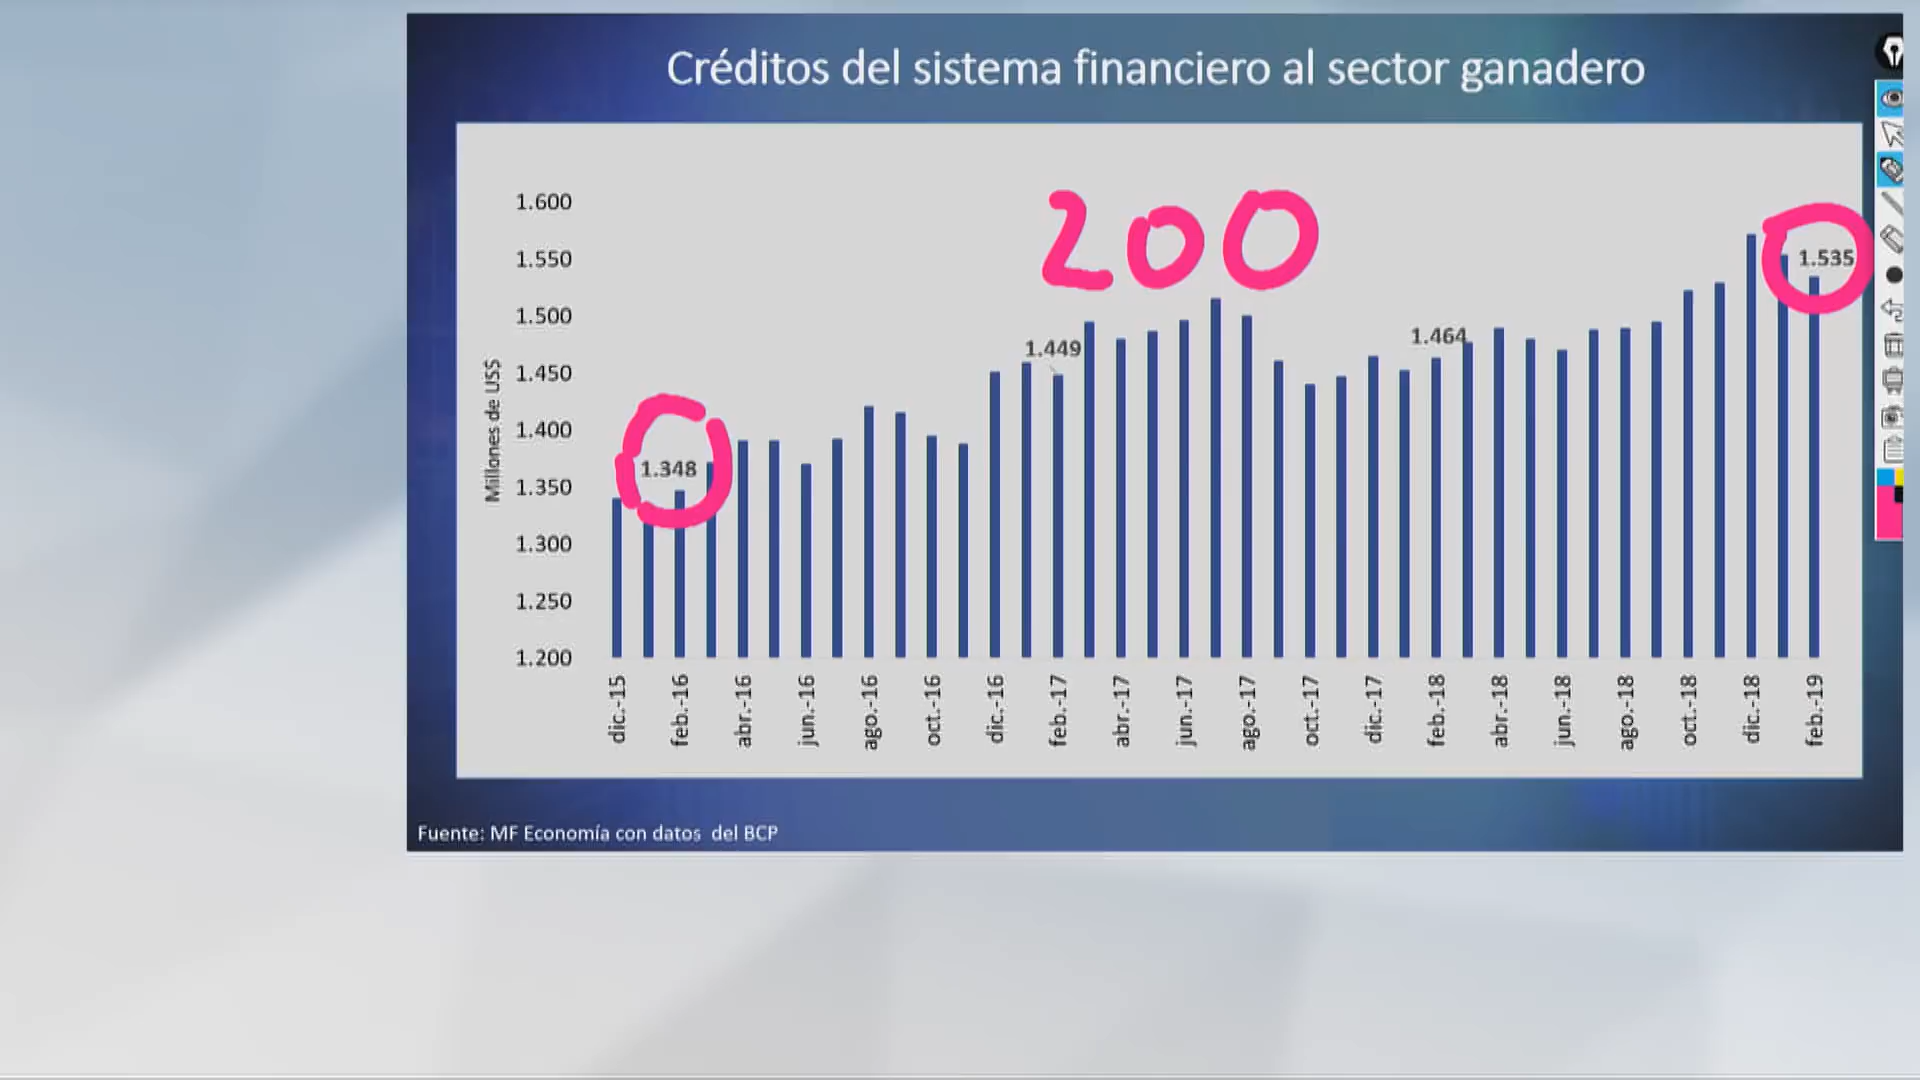 Créditos del sistema financiero al sector ganadero
200
1.600
1.550
1.500
1.450
1.400
1.350
1.300
1.250
1.200
Millones de US$
1.348
1.449
1.464
1.535
dic.-15
feb.-16
abr.-16
jun.-16
ago.-16
oct.-16
dic.-16
feb.-17
abr.-17
jun.-17
ago.-17
oct.-17
dic.-17
feb.-18
abr.-18
jun.-18
ago.-18
oct.-18
dic.-18
feb.-19
Fuente: MF Economía con datos del BCP